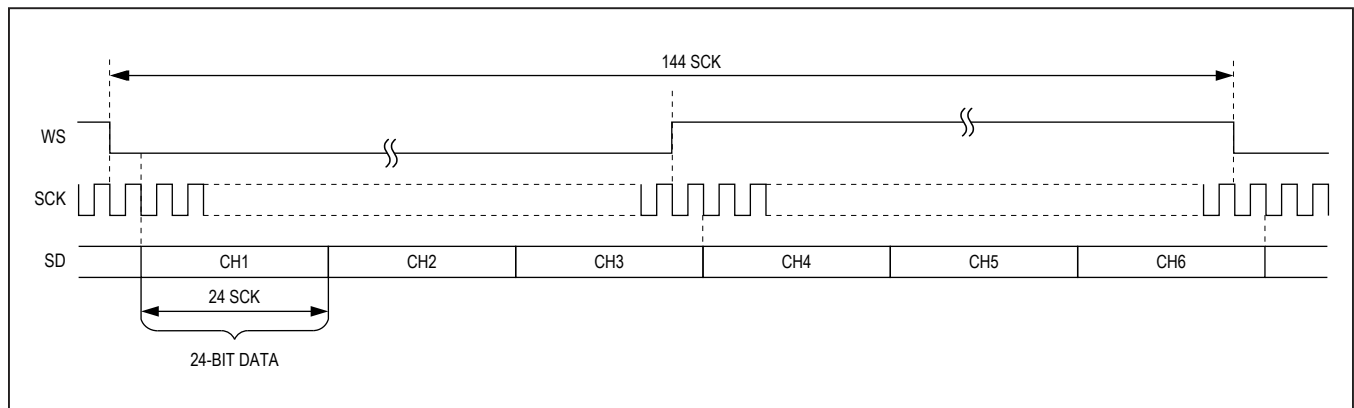 144 SCK
WS
SCK
SD
CH1
CH2
CH3
CH4
CH5
CH6
24 SCK
24-BIT DATA